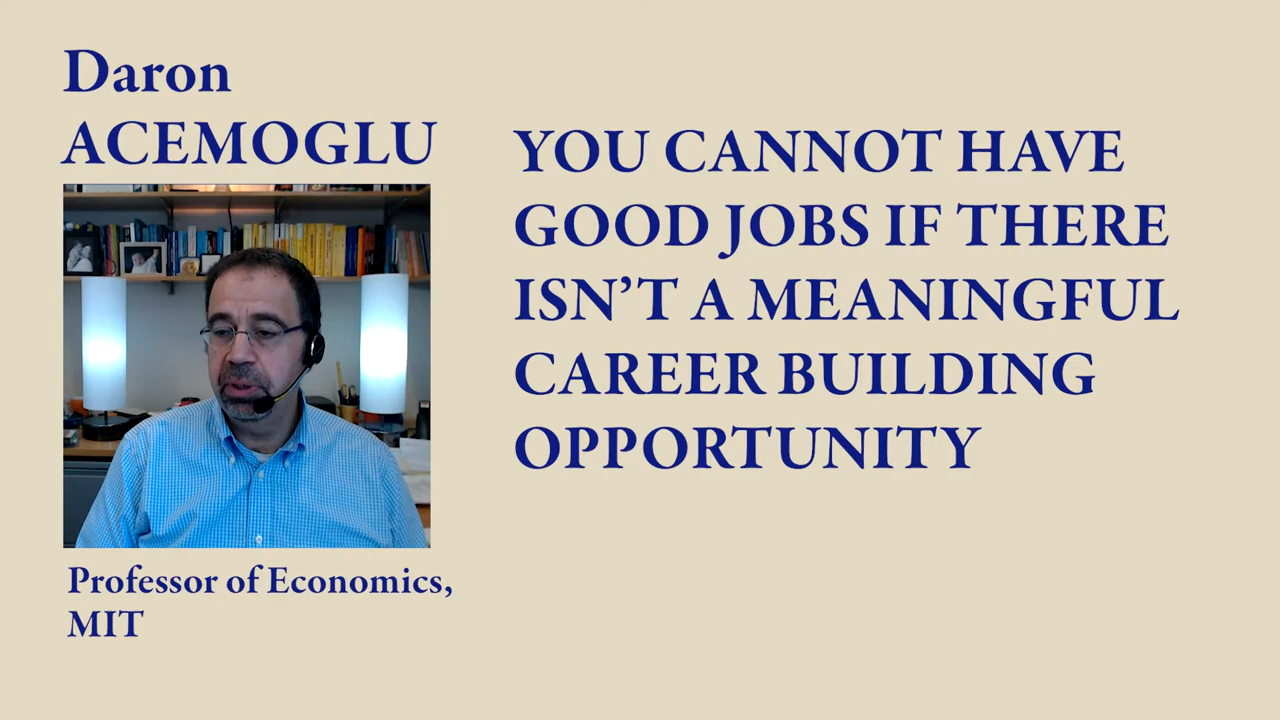 Daron
ACEMOGLU
YOU CANNOT HAVE
GOOD JOBS IF THERE
ISN’T A MEANINGFUL
CAREER BUILDING
OPPORTUNITY
Professor of Economics,
MIT